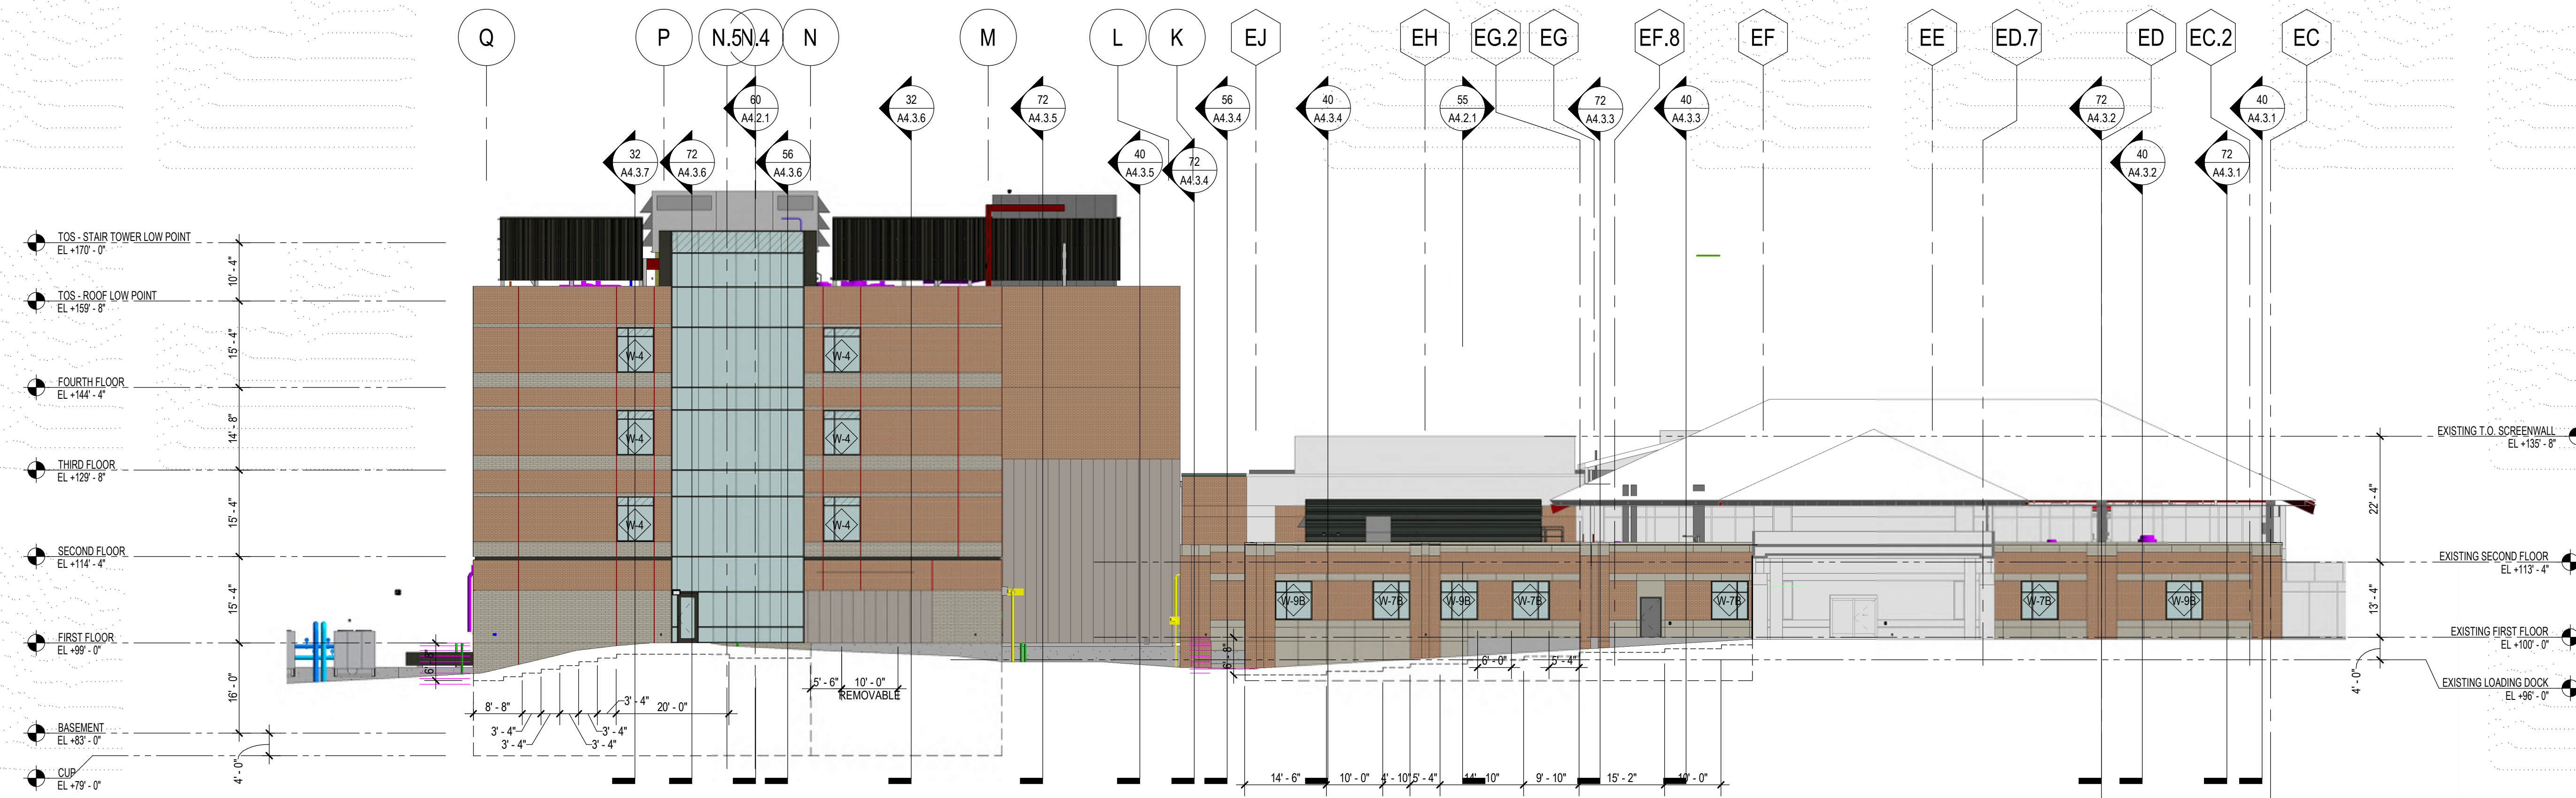 Q P N.5 N.4 N M L K EJ EH EG.2 EG EF.8 EF EE ED.7 ED EC.2 EC
60
A4.2.1
32
A4.3.6
72
A4.3.5
56
A4.3.4
40
A4.3.4
55
A4.2.1
72
A4.3.3
40
A4.3.3
72
A4.3.2
40
A4.3.1
32
A4.3.7
72
A4.3.6
56
A4.3.6
40
A4.3.5
72
A4.3.4
40
A4.3.2
72
A4.3.1
TOS - STAIR TOWER LOW POINT
EL +170' - 0"
10' - 4"
TOS - ROOF LOW POINT
EL +159' - 8"
15' - 4"
FOURTH FLOOR
EL +144' - 4"
14' - 8"
THIRD FLOOR
EL +129' - 8"
15' - 4"
SECOND FLOOR
EL +114' - 4"
15' - 4"
FIRST FLOOR
EL +99' - 0"
16' - 0"
BASEMENT
EL +83' - 0"
4' - 0"
CUP
EL +79' - 0"
W-4 W-4
W-4 W-4
W-4 W-4
W-9B W-7B W-9B W-7B W-7B W-7B W-9B
EXISTING T.O. SCREENWALL
EL +135' - 8"
22' - 4"
EXISTING SECOND FLOOR
EL +113' - 4"
13' - 4"
EXISTING FIRST FLOOR
EL +100' - 0"
4' - 0"
EXISTING LOADING DOCK
EL +96' - 0"
6' - 8"
6' - 8"
6' - 0" 5' - 4"
5' - 6" 10' - 0"
REMOVABLE
8' - 8" 3' - 4" 20' - 0"
3' - 4" 3' - 4"
3' - 4" 3' - 4"
14' - 6" 10' - 0" 4' - 10" 5' - 4" 14' - 10" 9' - 10" 15' - 2" 10' - 0"